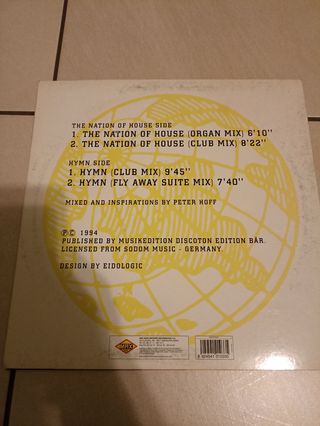 THE NATION OF HOUSE SIDE
1. THE NATION OF HOUSE (ORGAN MIX) 6'10''
2. THE NATION OF HOUSE (CLUB MIX) 8'22''
HYMN SIDE
1. HYMN (CLUB MIX) 9'45''
2. HYMN (FLY AWAY SUITE MIX) 7'40''
MIXED AND INSPIRATIONS BY PETER HOFF
℗ © 1994
PUBLISHED BY MUSIKEDITION DISCOTON EDITION BÄR.
LICENSED FROM SODOM MUSIC - GERMANY.
DESIGN BY EIDOLOGIC